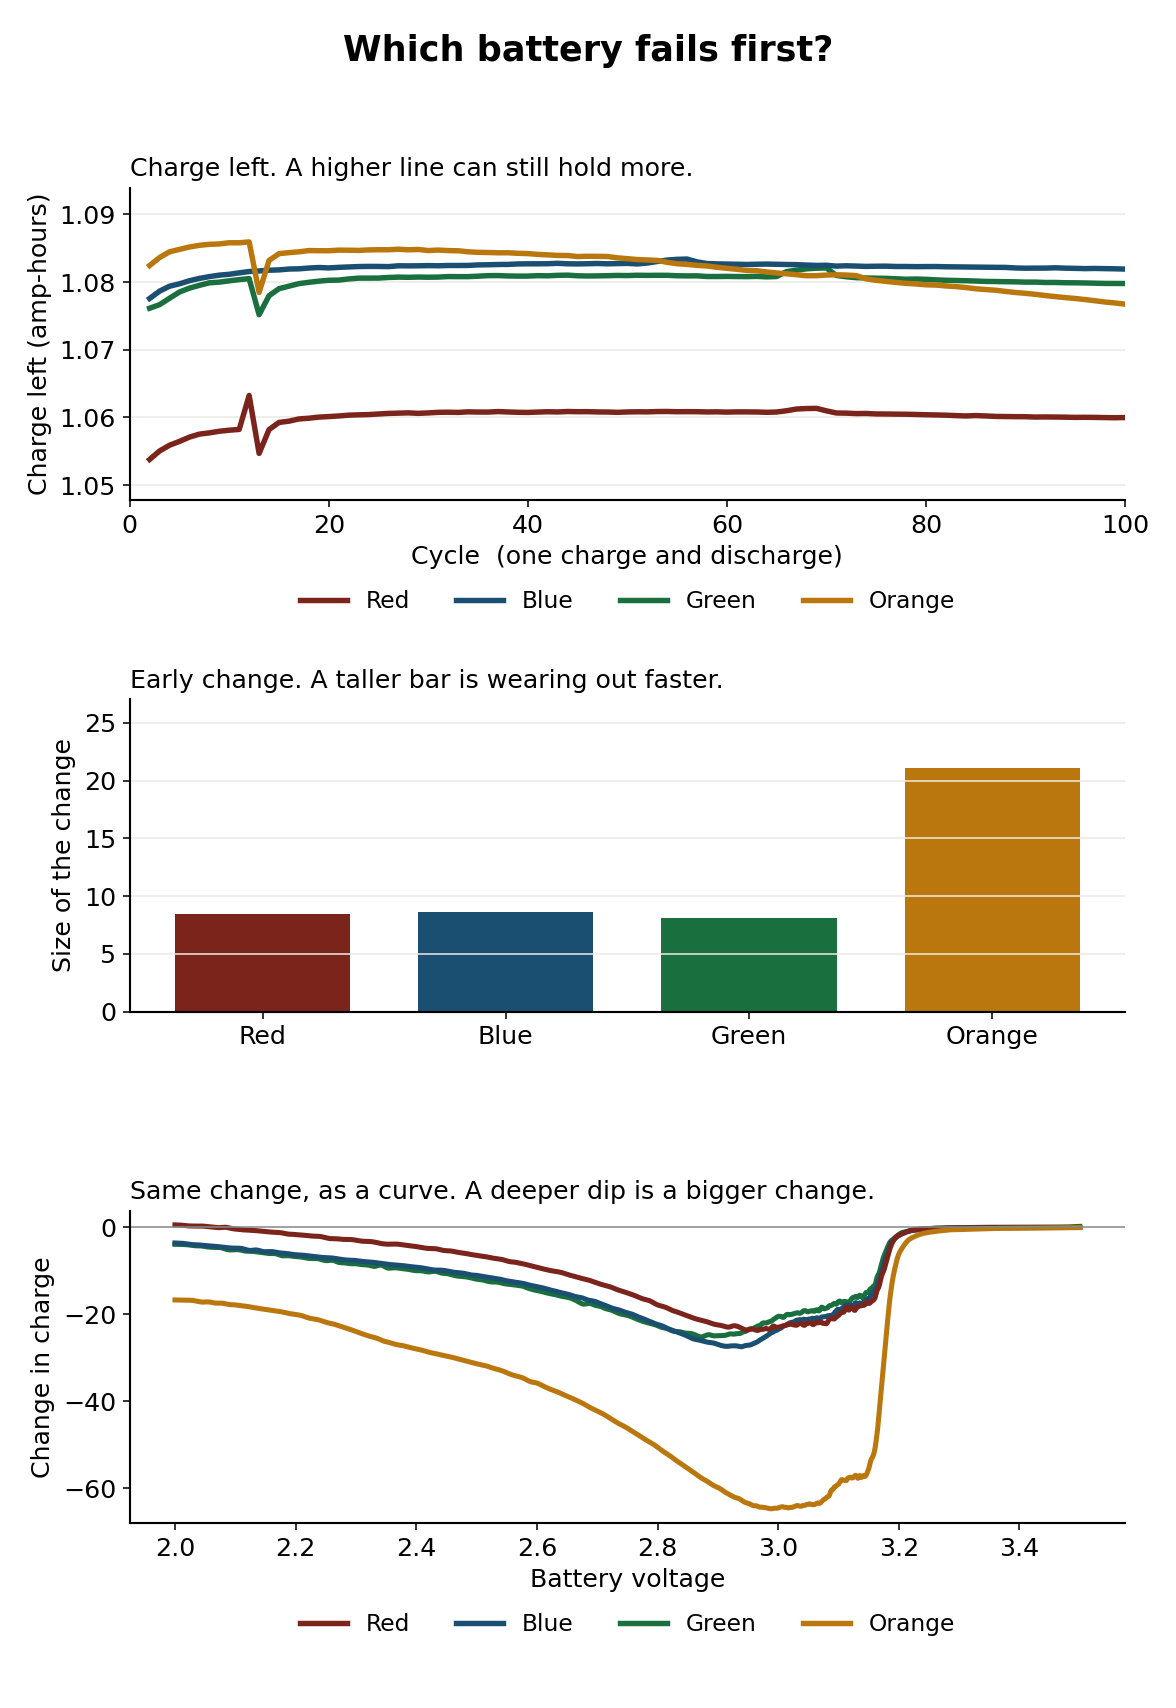 Which battery fails first?
Charge left. A higher line can still hold more.
Charge left (amp-hours)
1.09
1.08
1.07
1.06
1.05
0 20 40 60 80 100
Cycle  (one charge and discharge)
Red Blue Green Orange
Early change. A taller bar is wearing out faster.
Size of the change
25
20
15
10
5
0
Red Blue Green Orange
Same change, as a curve. A deeper dip is a bigger change.
Change in charge
0
−20
−40
−60
2.0 2.2 2.4 2.6 2.8 3.0 3.2 3.4
Battery voltage
Red Blue Green Orange